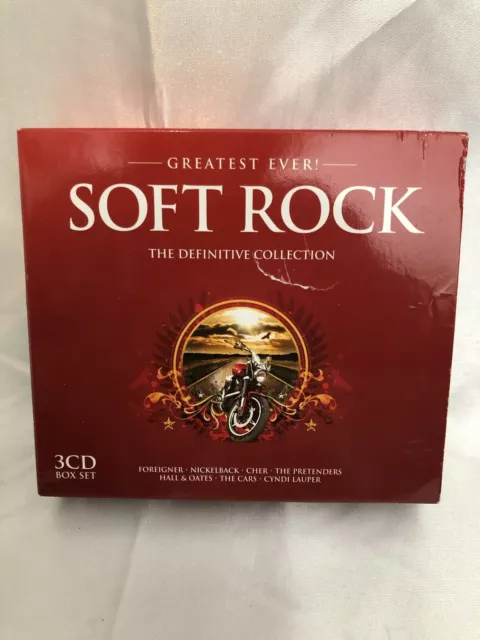 GREATEST EVER!
SOFT ROCK
THE DEFINITIVE COLLECTION
3CD
BOX SET
FOREIGNER · NICKELBACK · CHER · THE PRETENDERS
HALL & OATES · THE CARS · CYNDI LAUPER